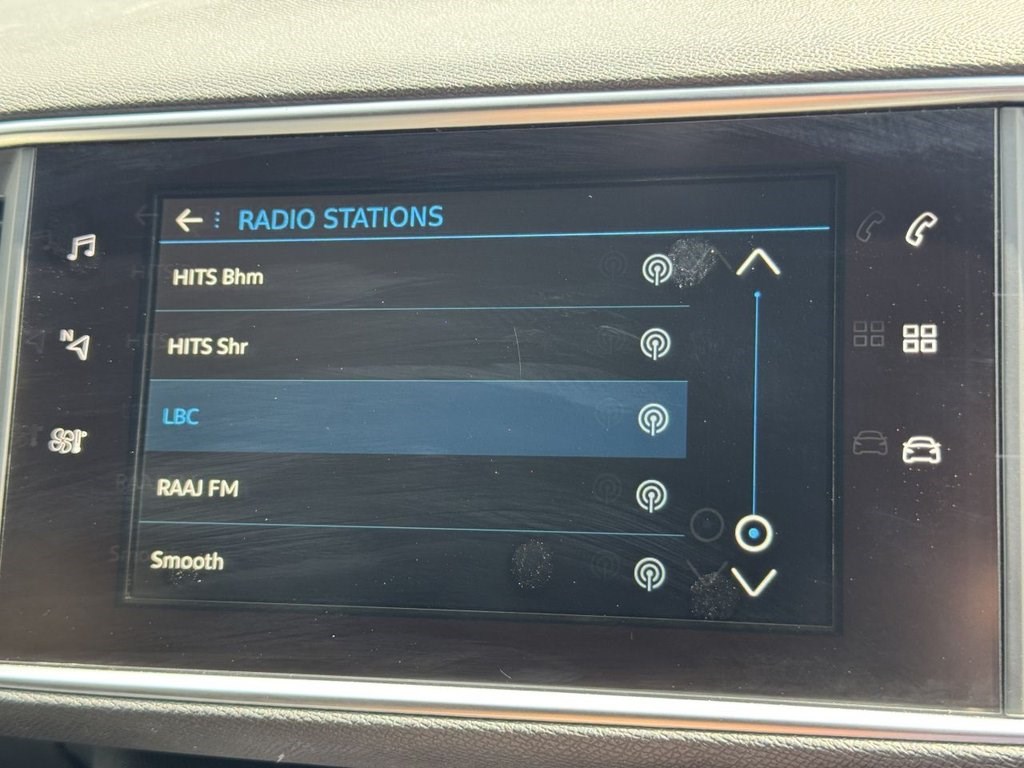 RADIO STATIONS
HITS Bhm
HITS Shr
N
LBC
RAAJ FM
Smooth